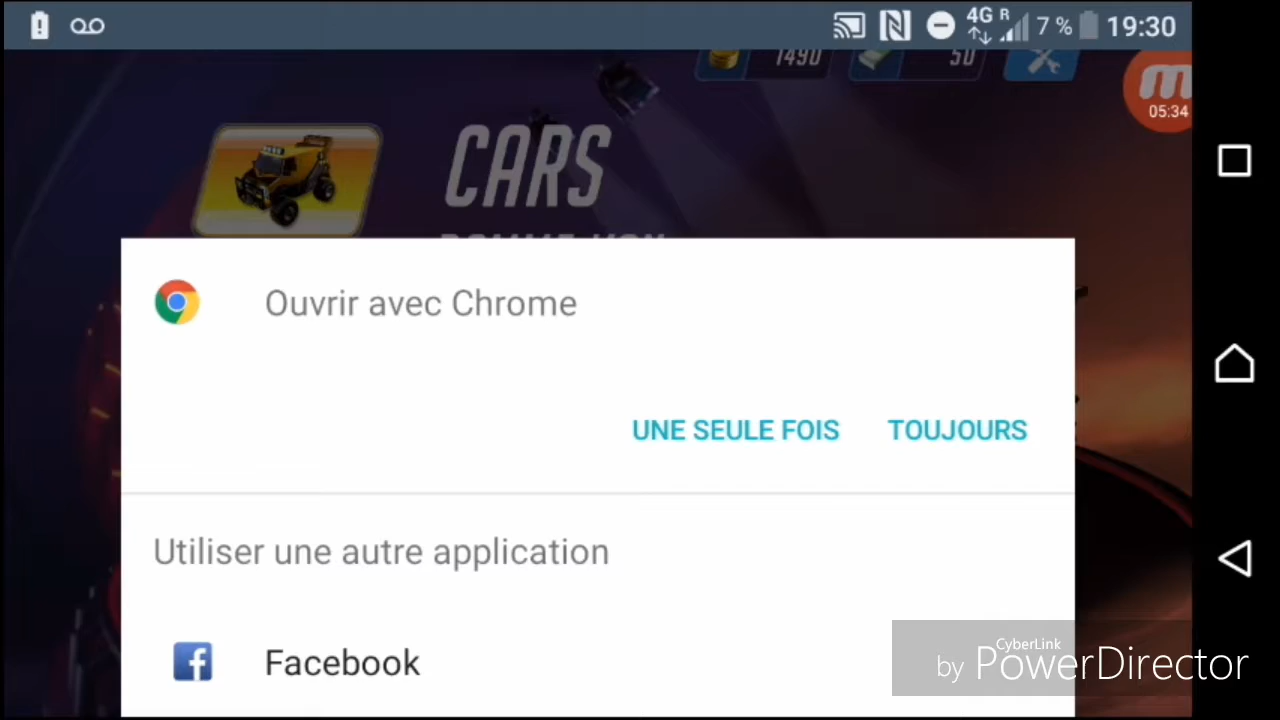 4G R 7 % 19:30
1490 50
m
05:34
CARS
Ouvrir avec Chrome
UNE SEULE FOIS TOUJOURS
Utiliser une autre application
Facebook
CyberLink
by PowerDirector